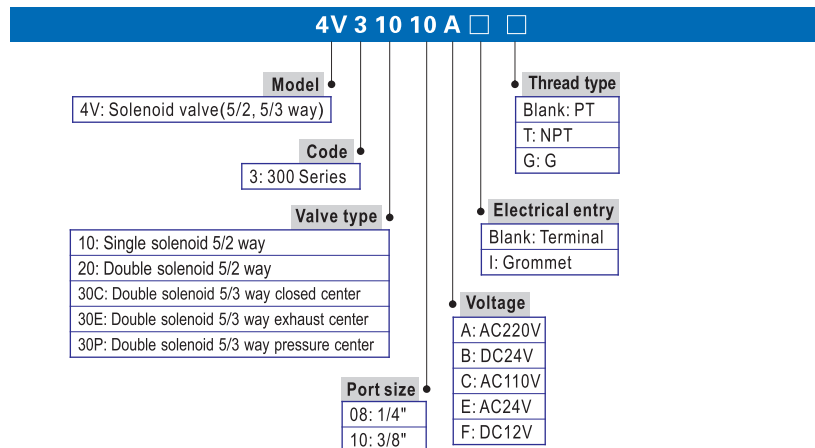 4V 3 10 10 A □ □
Model
4V: Solenoid valve(5/2, 5/3 way)
Code
3: 300 Series
Valve type
10: Single solenoid 5/2 way
20: Double solenoid 5/2 way
30C: Double solenoid 5/3 way closed center
30E: Double solenoid 5/3 way exhaust center
30P: Double solenoid 5/3 way pressure center
Port size
08: 1/4"
10: 3/8"
Voltage
A: AC220V
B: DC24V
C: AC110V
E: AC24V
F: DC12V
Electrical entry
Blank: Terminal
I: Grommet
Thread type
Blank: PT
T: NPT
G: G